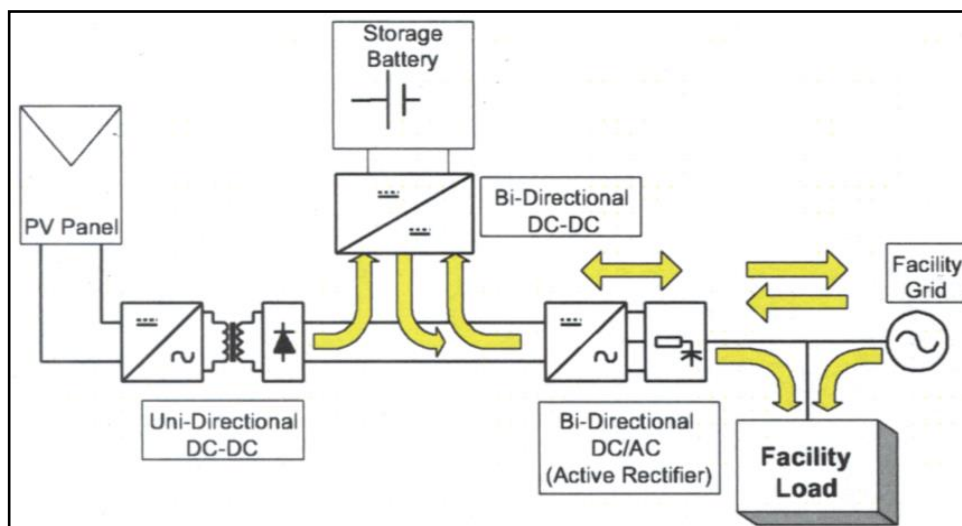 Storage
Battery
PV Panel
Bi-Directional
DC-DC
Facility
Grid
Uni-Directional
DC-DC
Bi-Directional
DC/AC
(Active Rectifier)
Facility
Load